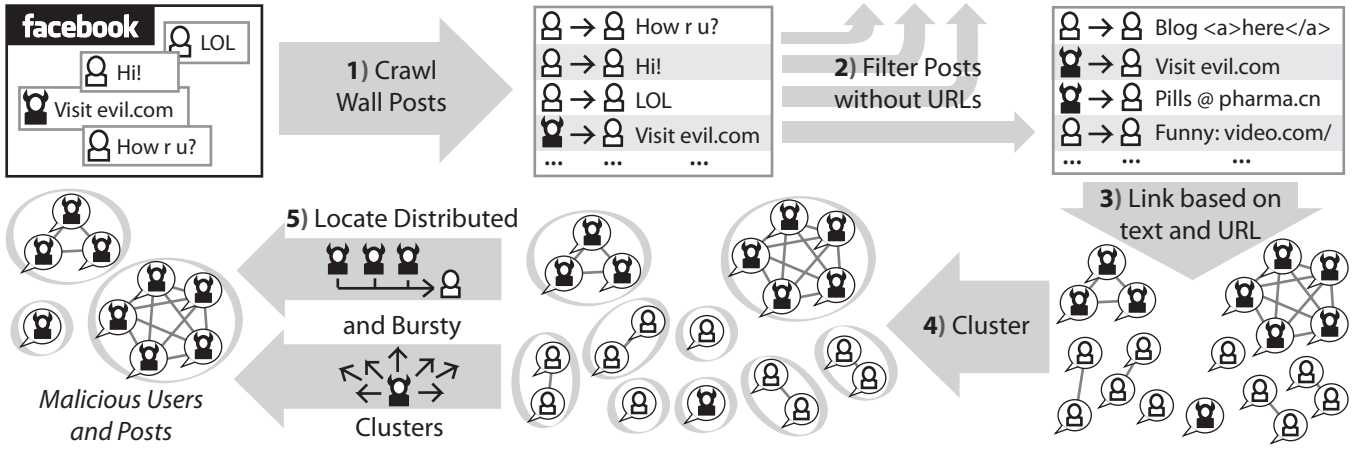 facebook
LOL
Hi!
Visit evil.com
How r u?
1) Crawl
Wall Posts
How r u?
Hi!
LOL
Visit evil.com
... ... ...
2) Filter Posts
without URLs
Blog <a>here</a>
Visit evil.com
Pills @ pharma.cn
Funny: video.com/
... ... ...
3) Link based on
text and URL
4) Cluster
5) Locate Distributed
and Bursty
Clusters
Malicious Users
and Posts